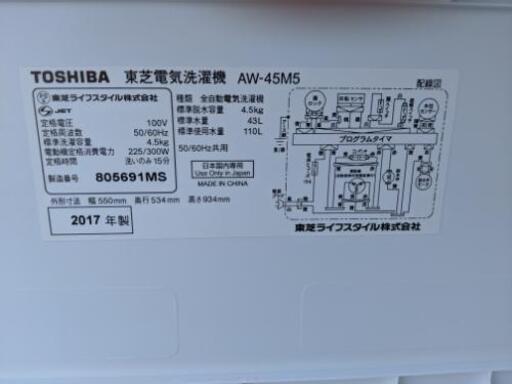 TOSHIBA 東芝電気洗濯機 AW-45M5
配線図
東芝ライフスタイル株式会社
JET
定格電圧 100V
定格周波数 50/60Hz
標準洗濯容量 4.5kg
電動機定格消費電力 225/300W
定格時間 洗いのみ15分
製造番号 805691MS
種類 全自動電気洗濯機
標準脱水容量 4.5kg
標準水量 43L
標準使用水量 110L
50/60Hz共用
日本国内専用
Use Only in Japan
MADE IN CHINA
外形寸法 幅550mm 奥行534mm 高さ934mm
2017年製
プログラムタイマ
東芝ライフスタイル株式会社